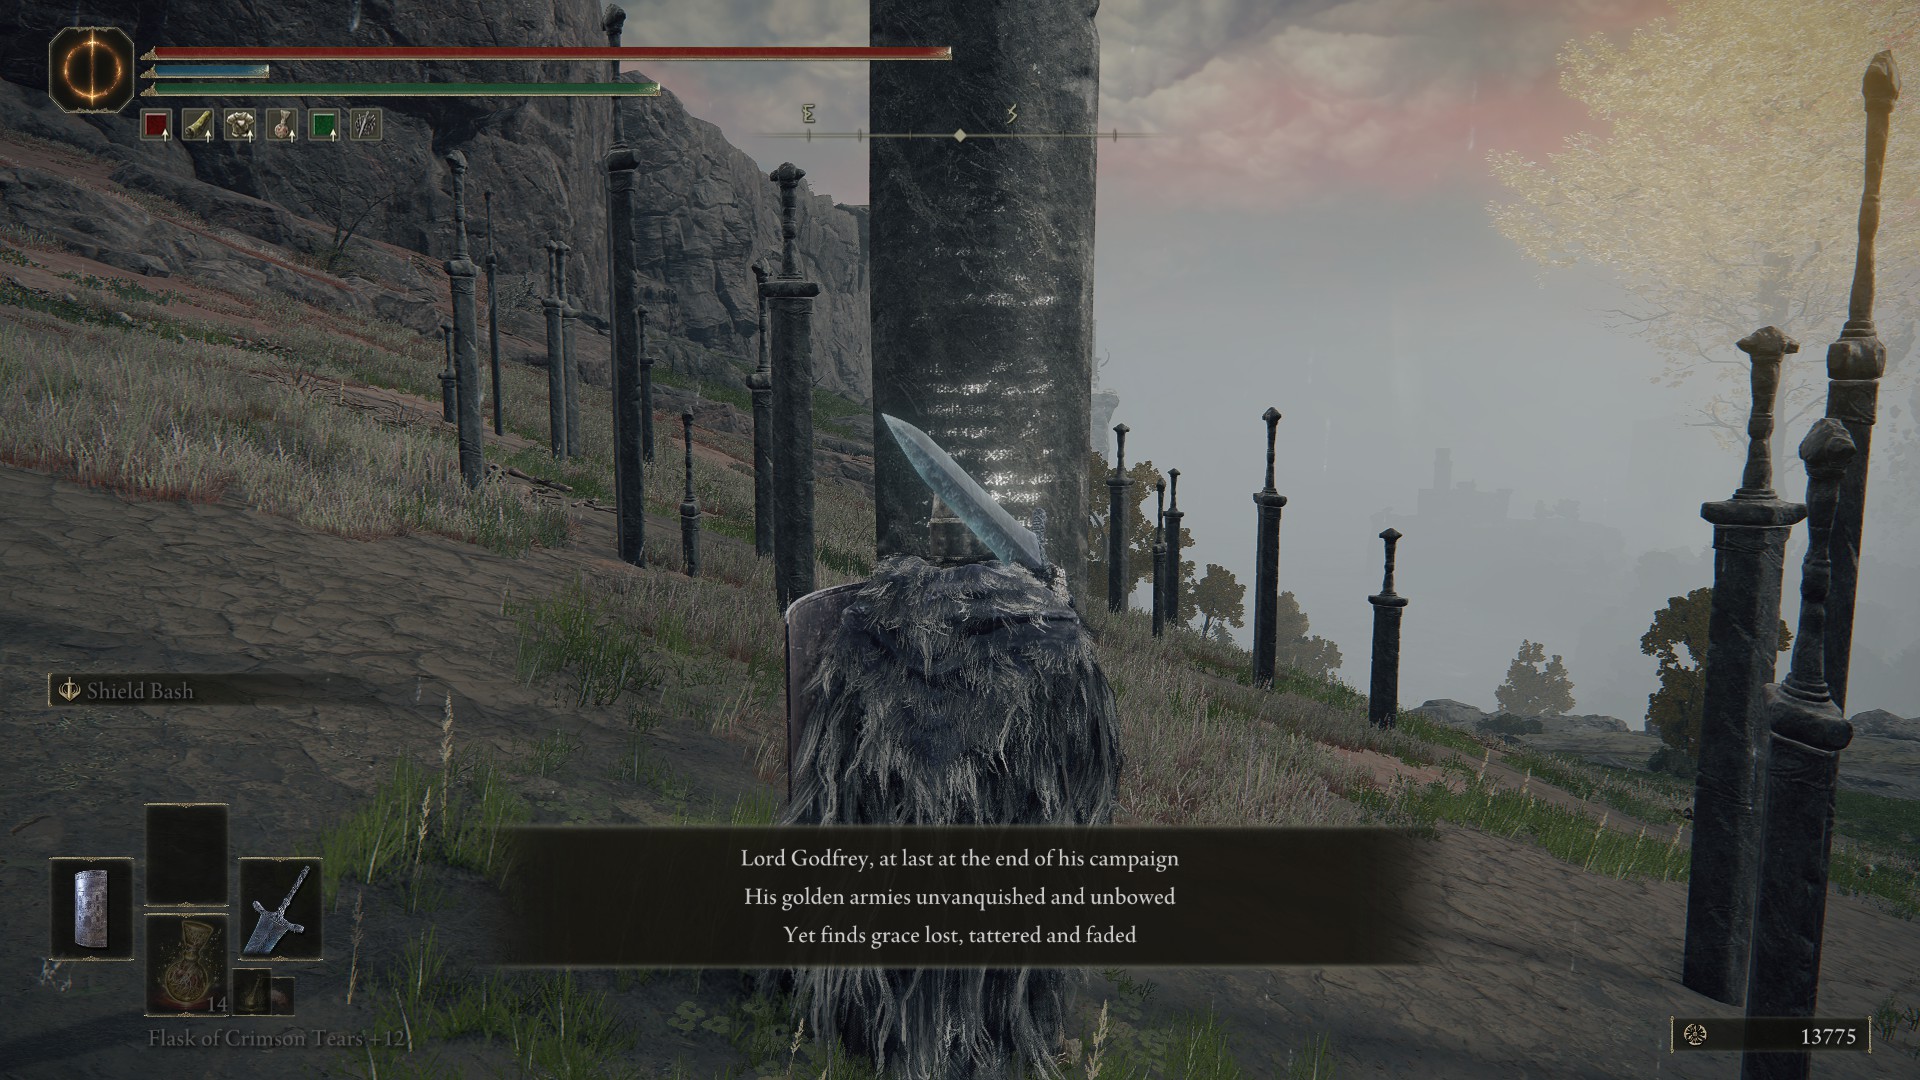 E
S
Shield Bash
Lord Godfrey, at last at the end of his campaign
His golden armies unvanquished and unbowed
Yet finds grace lost, tattered and faded
14
Flask of Crimson Tears +12
13775